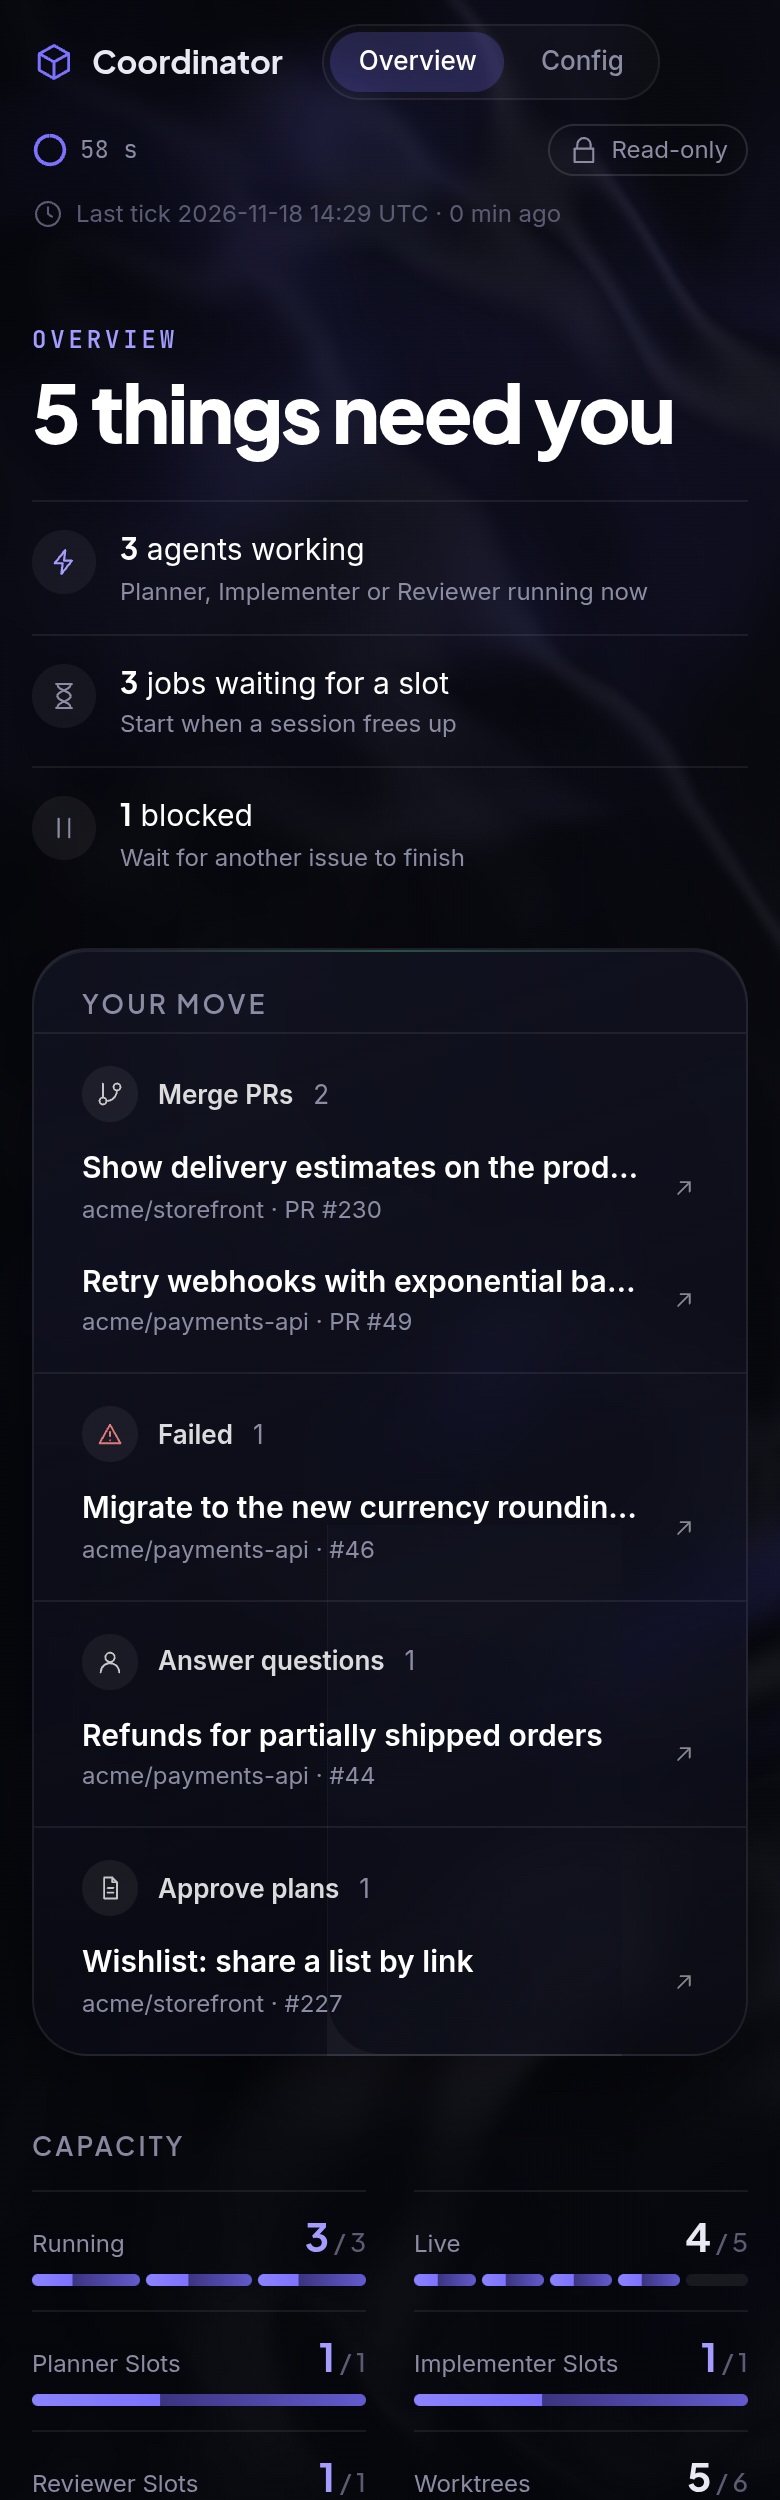 Coordinator
Overview
Config
58 s
Read-only
Last tick 2026-11-18 14:29 UTC · 0 min ago
OVERVIEW
5 things need you
3 agents working
Planner, Implementer or Reviewer running now
3 jobs waiting for a slot
Start when a session frees up
1 blocked
Wait for another issue to finish
YOUR MOVE
Merge PRs 2
Show delivery estimates on the prod...
acme/storefront · PR #230
Retry webhooks with exponential ba...
acme/payments-api · PR #49
Failed 1
Migrate to the new currency roundin...
acme/payments-api · #46
Answer questions 1
Refunds for partially shipped orders
acme/payments-api · #44
Approve plans 1
Wishlist: share a list by link
acme/storefront · #227
CAPACITY
Running 3/3
Live 4/5
Planner Slots 1/1
Implementer Slots 1/1
Reviewer Slots 1/1
Worktrees 5/6